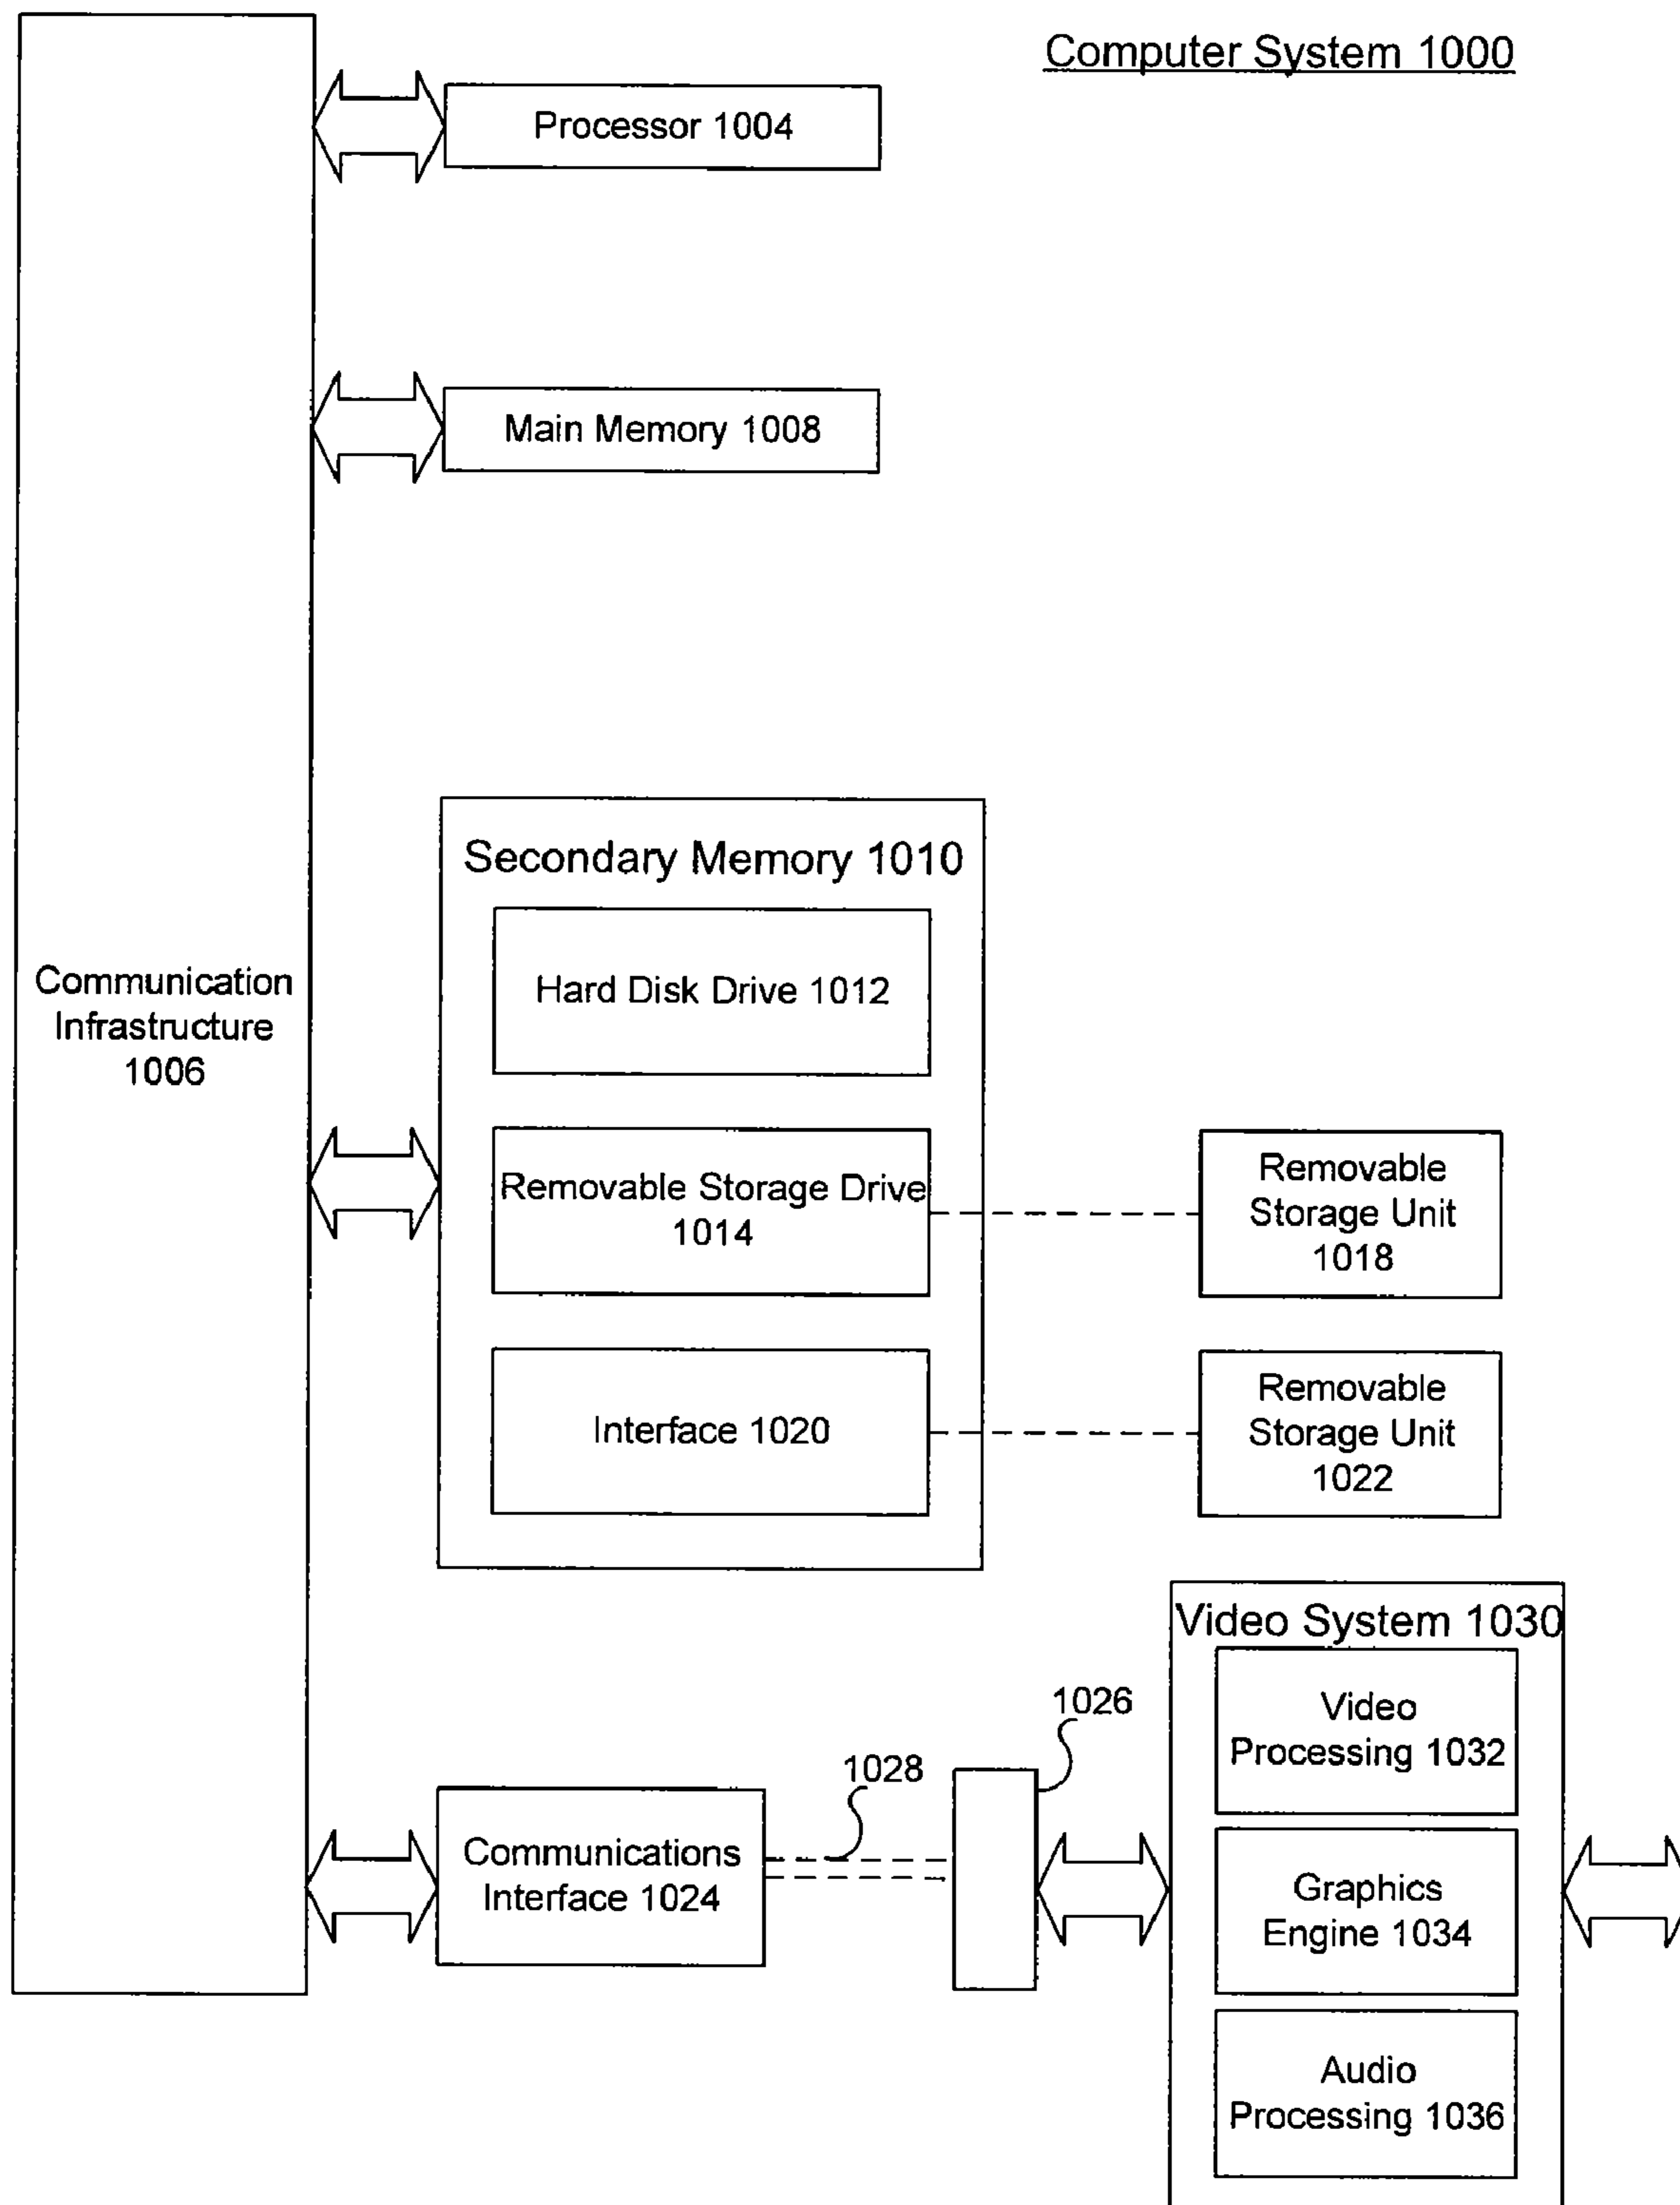 Computer System 1000
Processor 1004
Main Memory 1008
Communication
Infrastructure
1006
Secondary Memory 1010
Hard Disk Drive 1012
Removable Storage Drive
1014
Interface 1020
Removable
Storage Unit
1018
Removable
Storage Unit
1022
Communications
Interface 1024
1028
1026
Video System 1030
Video
Processing 1032
Graphics
Engine 1034
Audio
Processing 1036